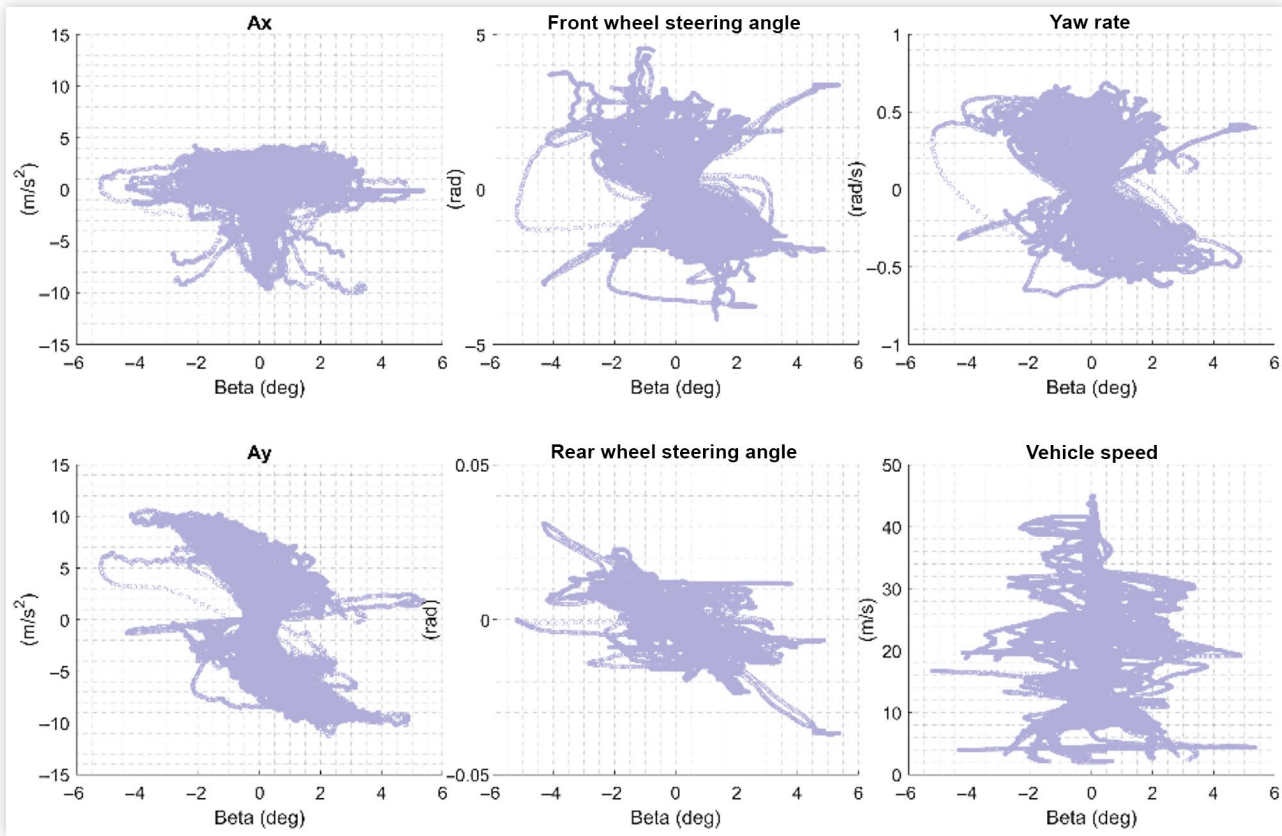 Ax
15
10
5
0
−5
−10
−15
(m/s²)
−6 −4 −2 0 2 4 6
Beta (deg)
Front wheel steering angle
5
0
−5
(rad)
−6 −4 −2 0 2 4 6
Beta (deg)
Yaw rate
1
0.5
0
−0.5
−1
(rad/s)
−6 −4 −2 0 2 4 6
Beta (deg)
Ay
15
10
5
0
−5
−10
−15
(m/s²)
−6 −4 −2 0 2 4 6
Beta (deg)
Rear wheel steering angle
0.05
0
−0.05
(rad)
−6 −4 −2 0 2 4 6
Beta (deg)
Vehicle speed
50
40
30
20
10
0
(m/s)
−6 −4 −2 0 2 4 6
Beta (deg)